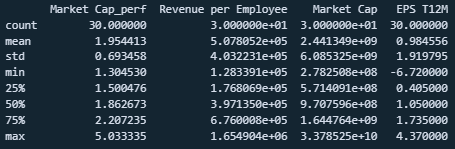 Market Cap_perf Revenue per Employee Market Cap EPS T12M
count 30.000000 3.000000e+01 3.000000e+01 30.000000
mean 1.954413 5.078052e+05 2.441349e+09 0.984556
std 0.693458 4.032231e+05 6.085325e+09 1.919795
min 1.304530 1.283391e+05 2.782508e+08 -6.720000
25% 1.500476 1.768069e+05 5.714091e+08 0.405000
50% 1.862673 3.971350e+05 9.707596e+08 1.050000
75% 2.207235 6.760008e+05 1.644764e+09 1.735000
max 5.033335 1.654904e+06 3.378525e+10 4.370000